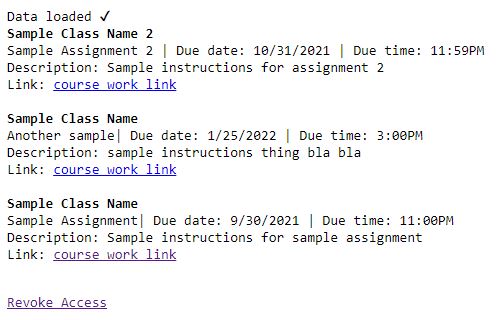 Data loaded ✓
Sample Class Name 2
Sample Assignment 2 | Due date: 10/31/2021 | Due time: 11:59PM
Description: Sample instructions for assignment 2
Link: course work link
Sample Class Name
Another sample| Due date: 1/25/2022 | Due time: 3:00PM
Description: sample instructions thing bla bla
Link: course work link
Sample Class Name
Sample Assignment| Due date: 9/30/2021 | Due time: 11:00PM
Description: Sample instructions for sample assignment
Link: course work link
Revoke Access